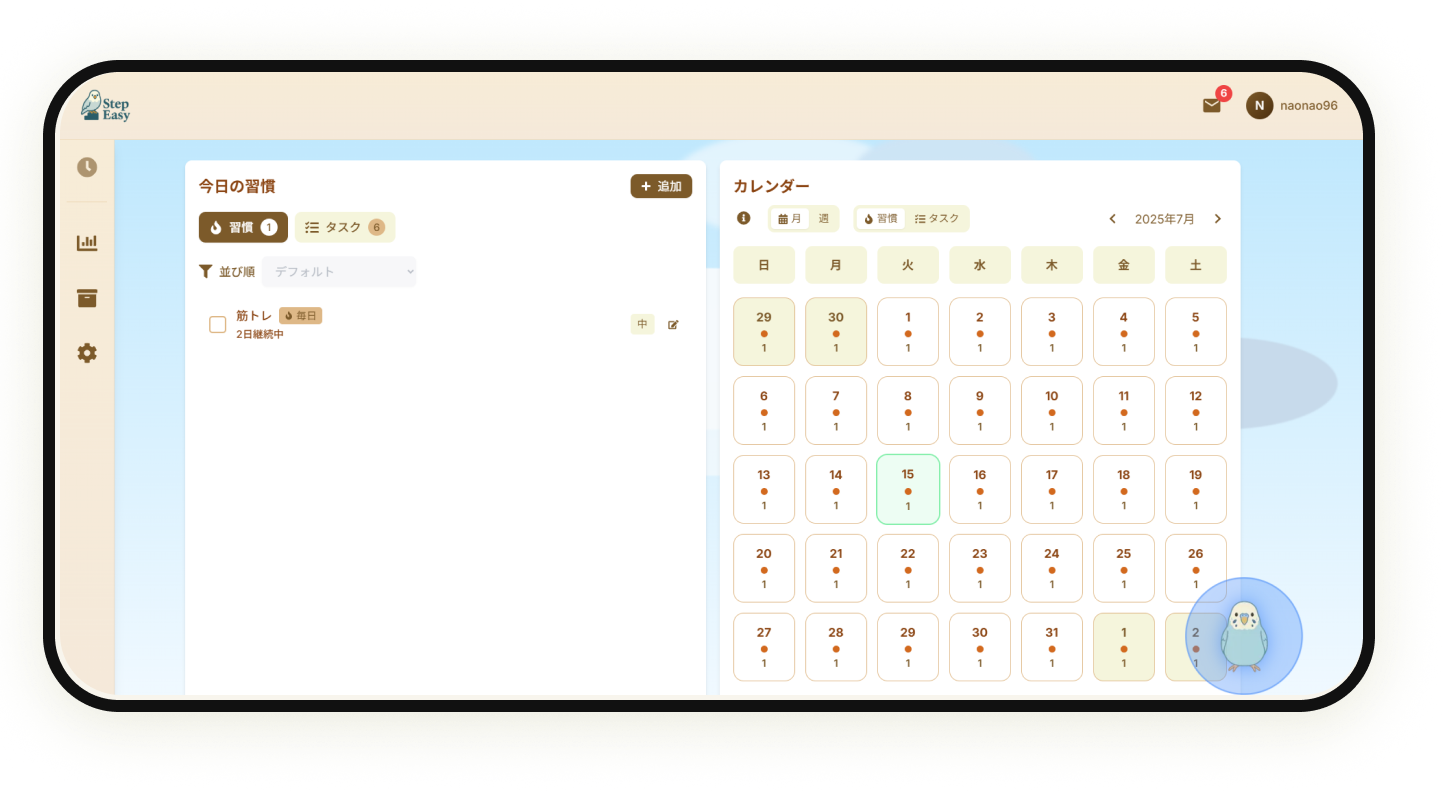 Step
Easy
6
N naonao96
今日の習慣
+ 追加
習慣 1 タスク 6
並び順 デフォルト
筋トレ 毎日
2日継続中
中
カレンダー
月 週 習慣 タスク 2025年7月
日 月 火 水 木 金 土
29 30 1 2 3 4 5
1 1 1 1 1 1 1
6 7 8 9 10 11 12
1 1 1 1 1 1 1
13 14 15 16 17 18 19
1 1 1 1 1 1 1
20 21 22 23 24 25 26
1 1 1 1 1 1 1
27 28 29 30 31 1 2
1 1 1 1 1 1 1